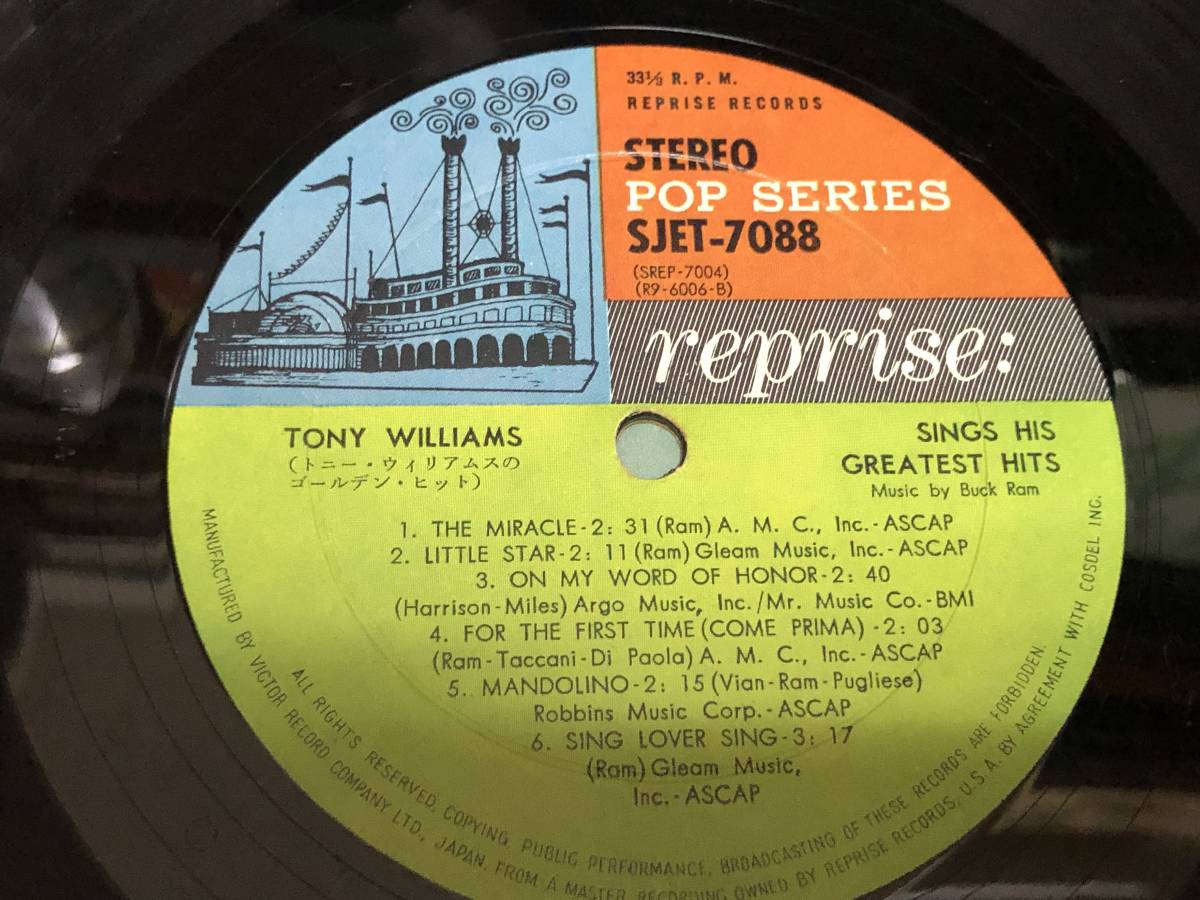 33⅓ R. P. M.
REPRISE RECORDS
STEREO
POP SERIES
SJET-7088
(SREP-7004)
(R9-6006-B)
reprise:
TONY WILLIAMS
(トニー・ウィリアムスの
ゴールデン・ヒット)
SINGS HIS
GREATEST HITS
Music by Buck Ram
1. THE MIRACLE-2: 31 (Ram) A. M. C., Inc.-ASCAP
2. LITTLE STAR-2: 11 (Ram) Gleam Music, Inc.-ASCAP
3. ON MY WORD OF HONOR-2: 40
(Harrison-Miles) Argo Music, Inc./Mr. Music Co.-BMI
4. FOR THE FIRST TIME (COME PRIMA)-2: 03
(Ram-Taccani-Di Paola) A. M. C., Inc.-ASCAP
5. MANDOLINO-2: 15 (Vian-Ram-Pugliese)
Robbins Music Corp.-ASCAP
6. SING LOVER SING-3: 17
(Ram) Gleam Music,
Inc.-ASCAP
ALL RIGHTS RESERVED. COPYING, PUBLIC PERFORMANCE, BROADCASTING OF THESE RECORDS ARE FORBIDDEN.
MANUFACTURED BY VICTOR RECORD COMPANY LTD., JAPAN. FROM A MASTER RECORDING OWNED BY REPRISE RECORDS, U.S.A. BY AGREEMENT WITH COSDEL INC.